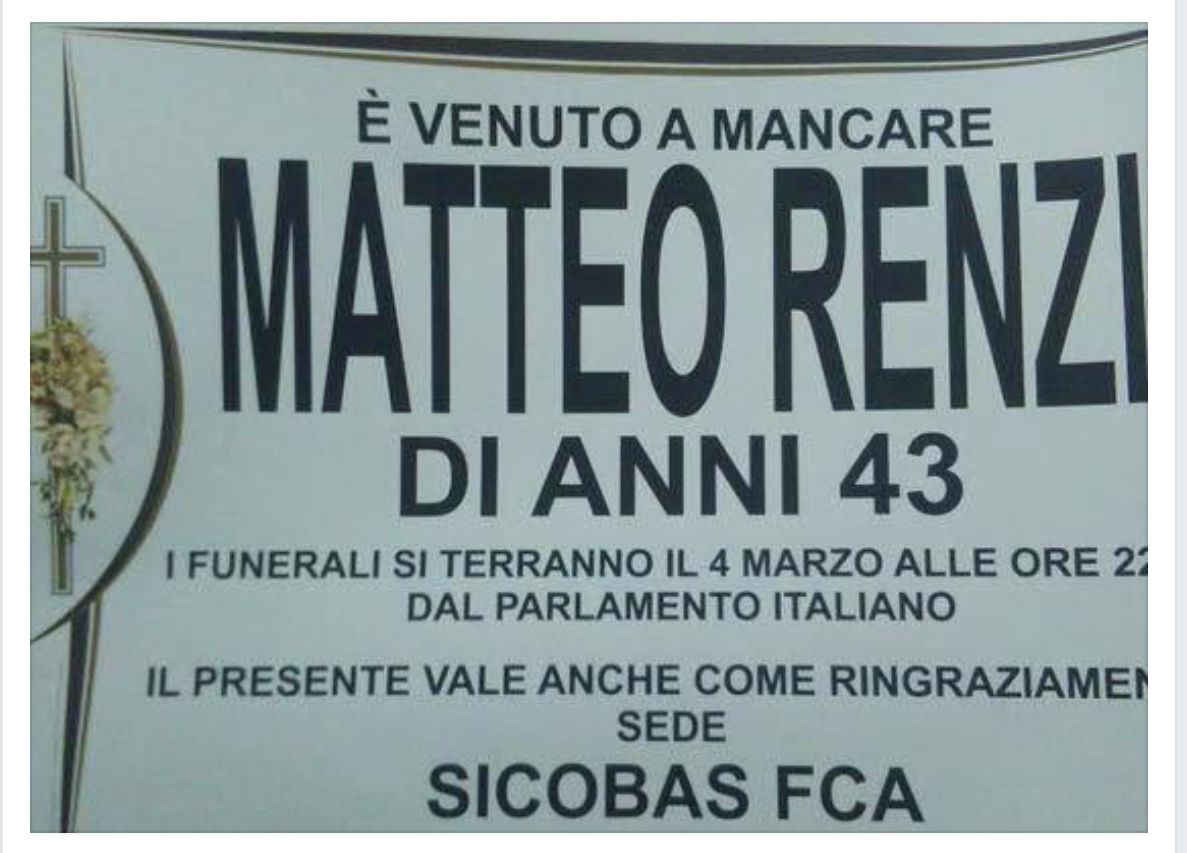 È VENUTO A MANCARE
MATTEO RENZI
DI ANNI 43
I FUNERALI SI TERRANNO IL 4 MARZO ALLE ORE 22
DAL PARLAMENTO ITALIANO
IL PRESENTE VALE ANCHE COME RINGRAZIAMEN
SEDE
SICOBAS FCA